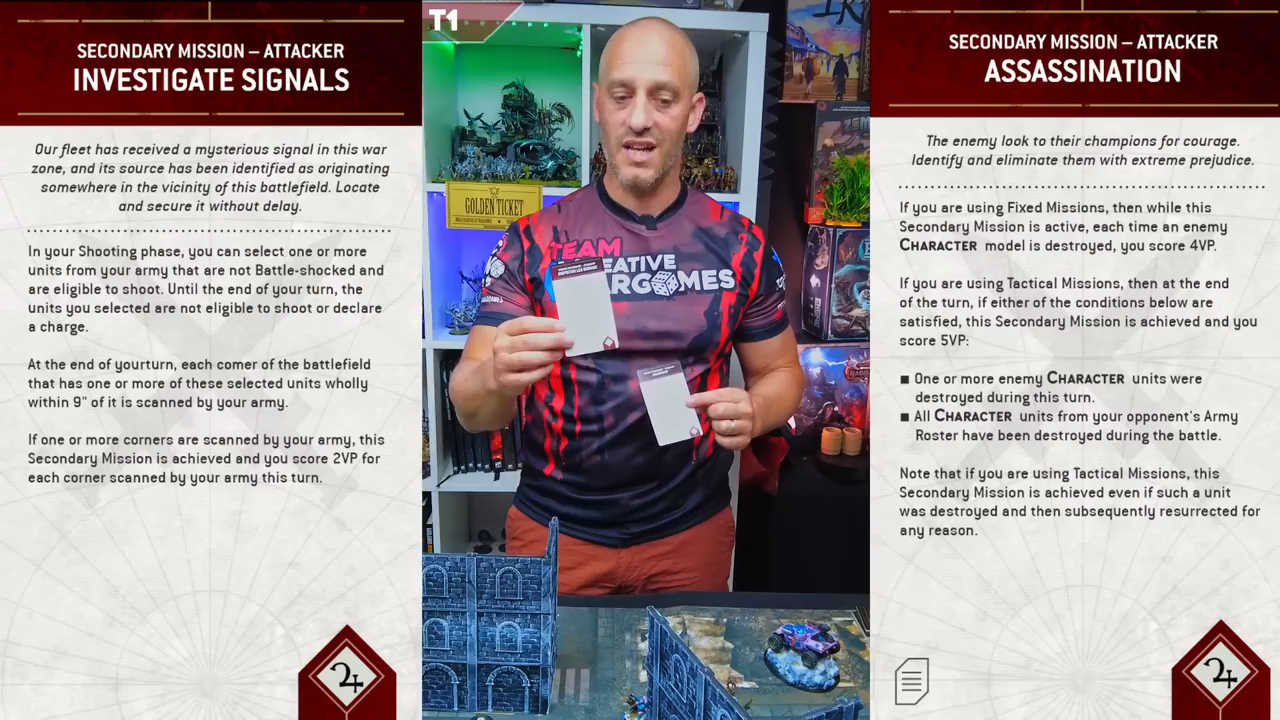 SECONDARY MISSION – ATTACKER
INVESTIGATE SIGNALS
Our fleet has received a mysterious signal in this war
zone, and its source has been identified as originating
somewhere in the vicinity of this battlefield. Locate
and secure it without delay.
In your Shooting phase, you can select one or more
units from your army that are not Battle-shocked and
are eligible to shoot. Until the end of your turn, the
units you selected are not eligible to shoot or declare
a charge.
At the end of yourturn, each corner of the battlefield
that has one or more of these selected units wholly
within 9" of it is scanned by your army.
If one or more corners are scanned by your army, this
Secondary Mission is achieved and you score 2VP for
each corner scanned by your army this turn.
T1
GOLDEN TICKET
TEAM
EATIVE
RGAMES
SECONDARY MISSION – ATTACKER
ASSASSINATION
The enemy look to their champions for courage.
Identify and eliminate them with extreme prejudice.
If you are using Fixed Missions, then while this
Secondary Mission is active, each time an enemy
CHARACTER model is destroyed, you score 4VP.
If you are using Tactical Missions, then at the end
of the turn, if either of the conditions below are
satisfied, this Secondary Mission is achieved and you
score 5VP:
■ One or more enemy CHARACTER units were
destroyed during this turn.
■ All CHARACTER units from your opponent's Army
Roster have been destroyed during the battle.
Note that if you are using Tactical Missions, this
Secondary Mission is achieved even if such a unit
was destroyed and then subsequently resurrected for
any reason.